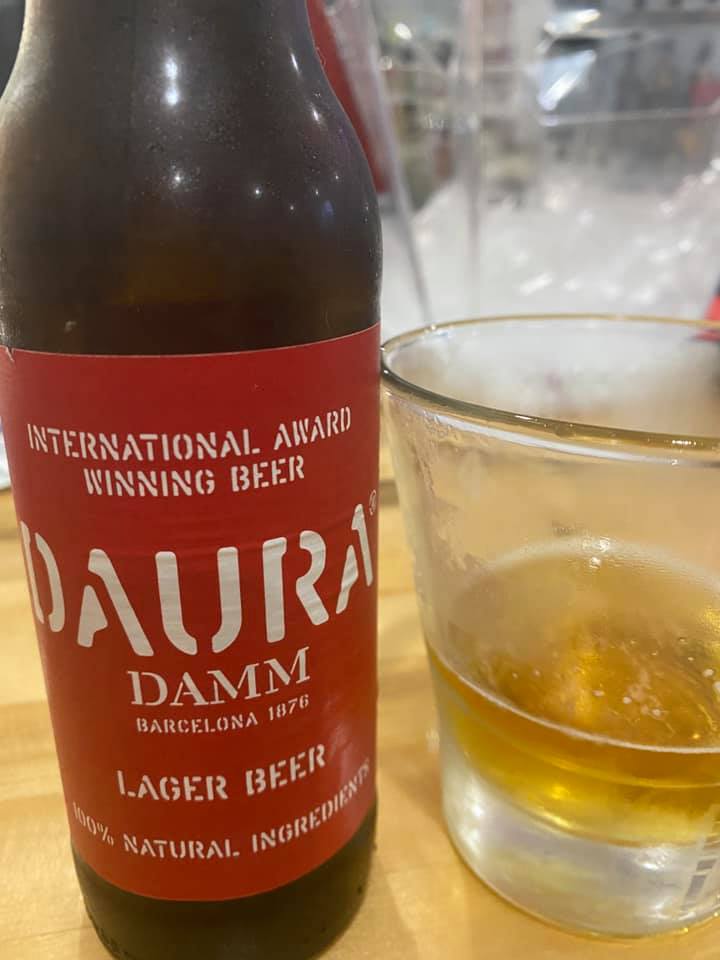 INTERNATIONAL AWARD
WINNING BEER
DAURA®
DAMM
BARCELONA 1876
LAGER BEER
100% NATURAL INGREDIENTS